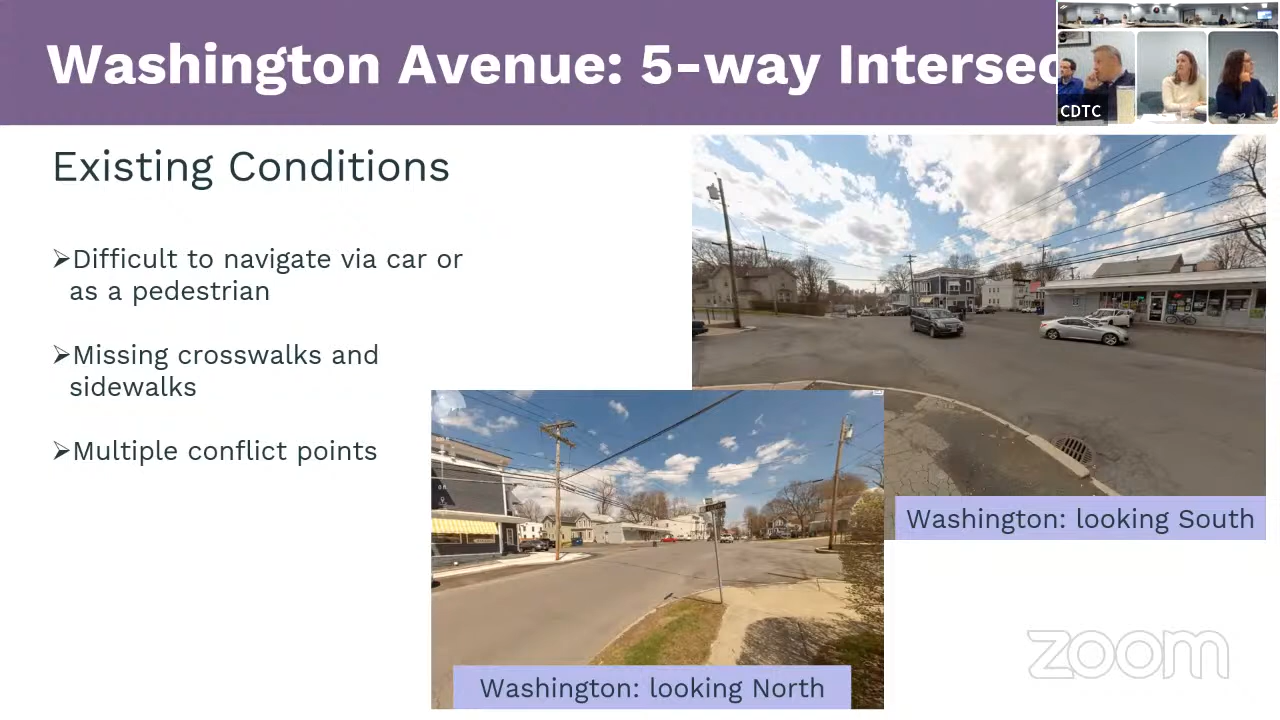 Washington Avenue: 5-way Intersec
CDTC
Existing Conditions
➢Difficult to navigate via car or
as a pedestrian
➢Missing crosswalks and
sidewalks
➢Multiple conflict points
Washington: looking South
Washington: looking North
zoom